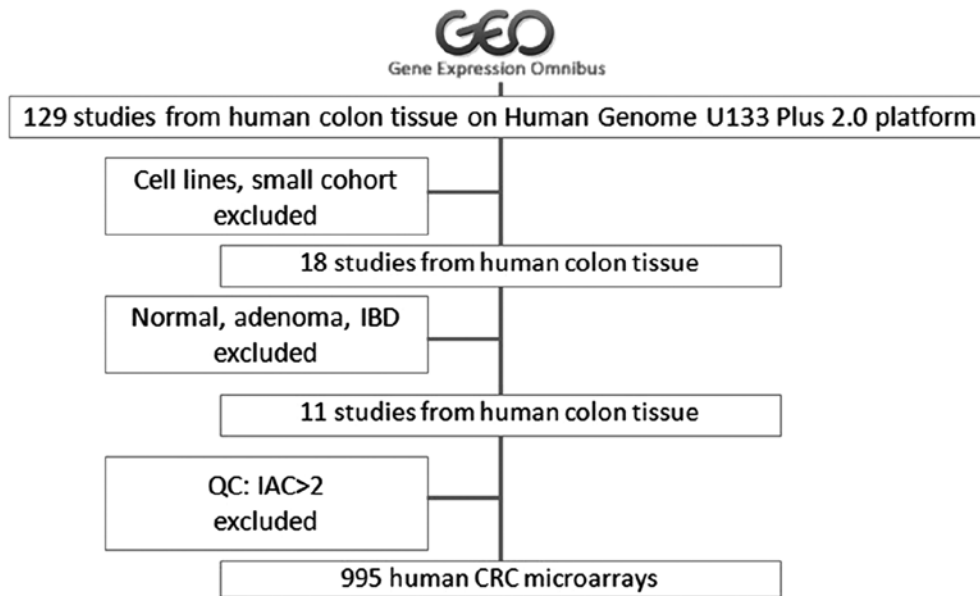 GEO
Gene Expression Omnibus
129 studies from human colon tissue on Human Genome U133 Plus 2.0 platform
Cell lines, small cohort
excluded
18 studies from human colon tissue
Normal, adenoma, IBD
excluded
11 studies from human colon tissue
QC: IAC>2
excluded
995 human CRC microarrays